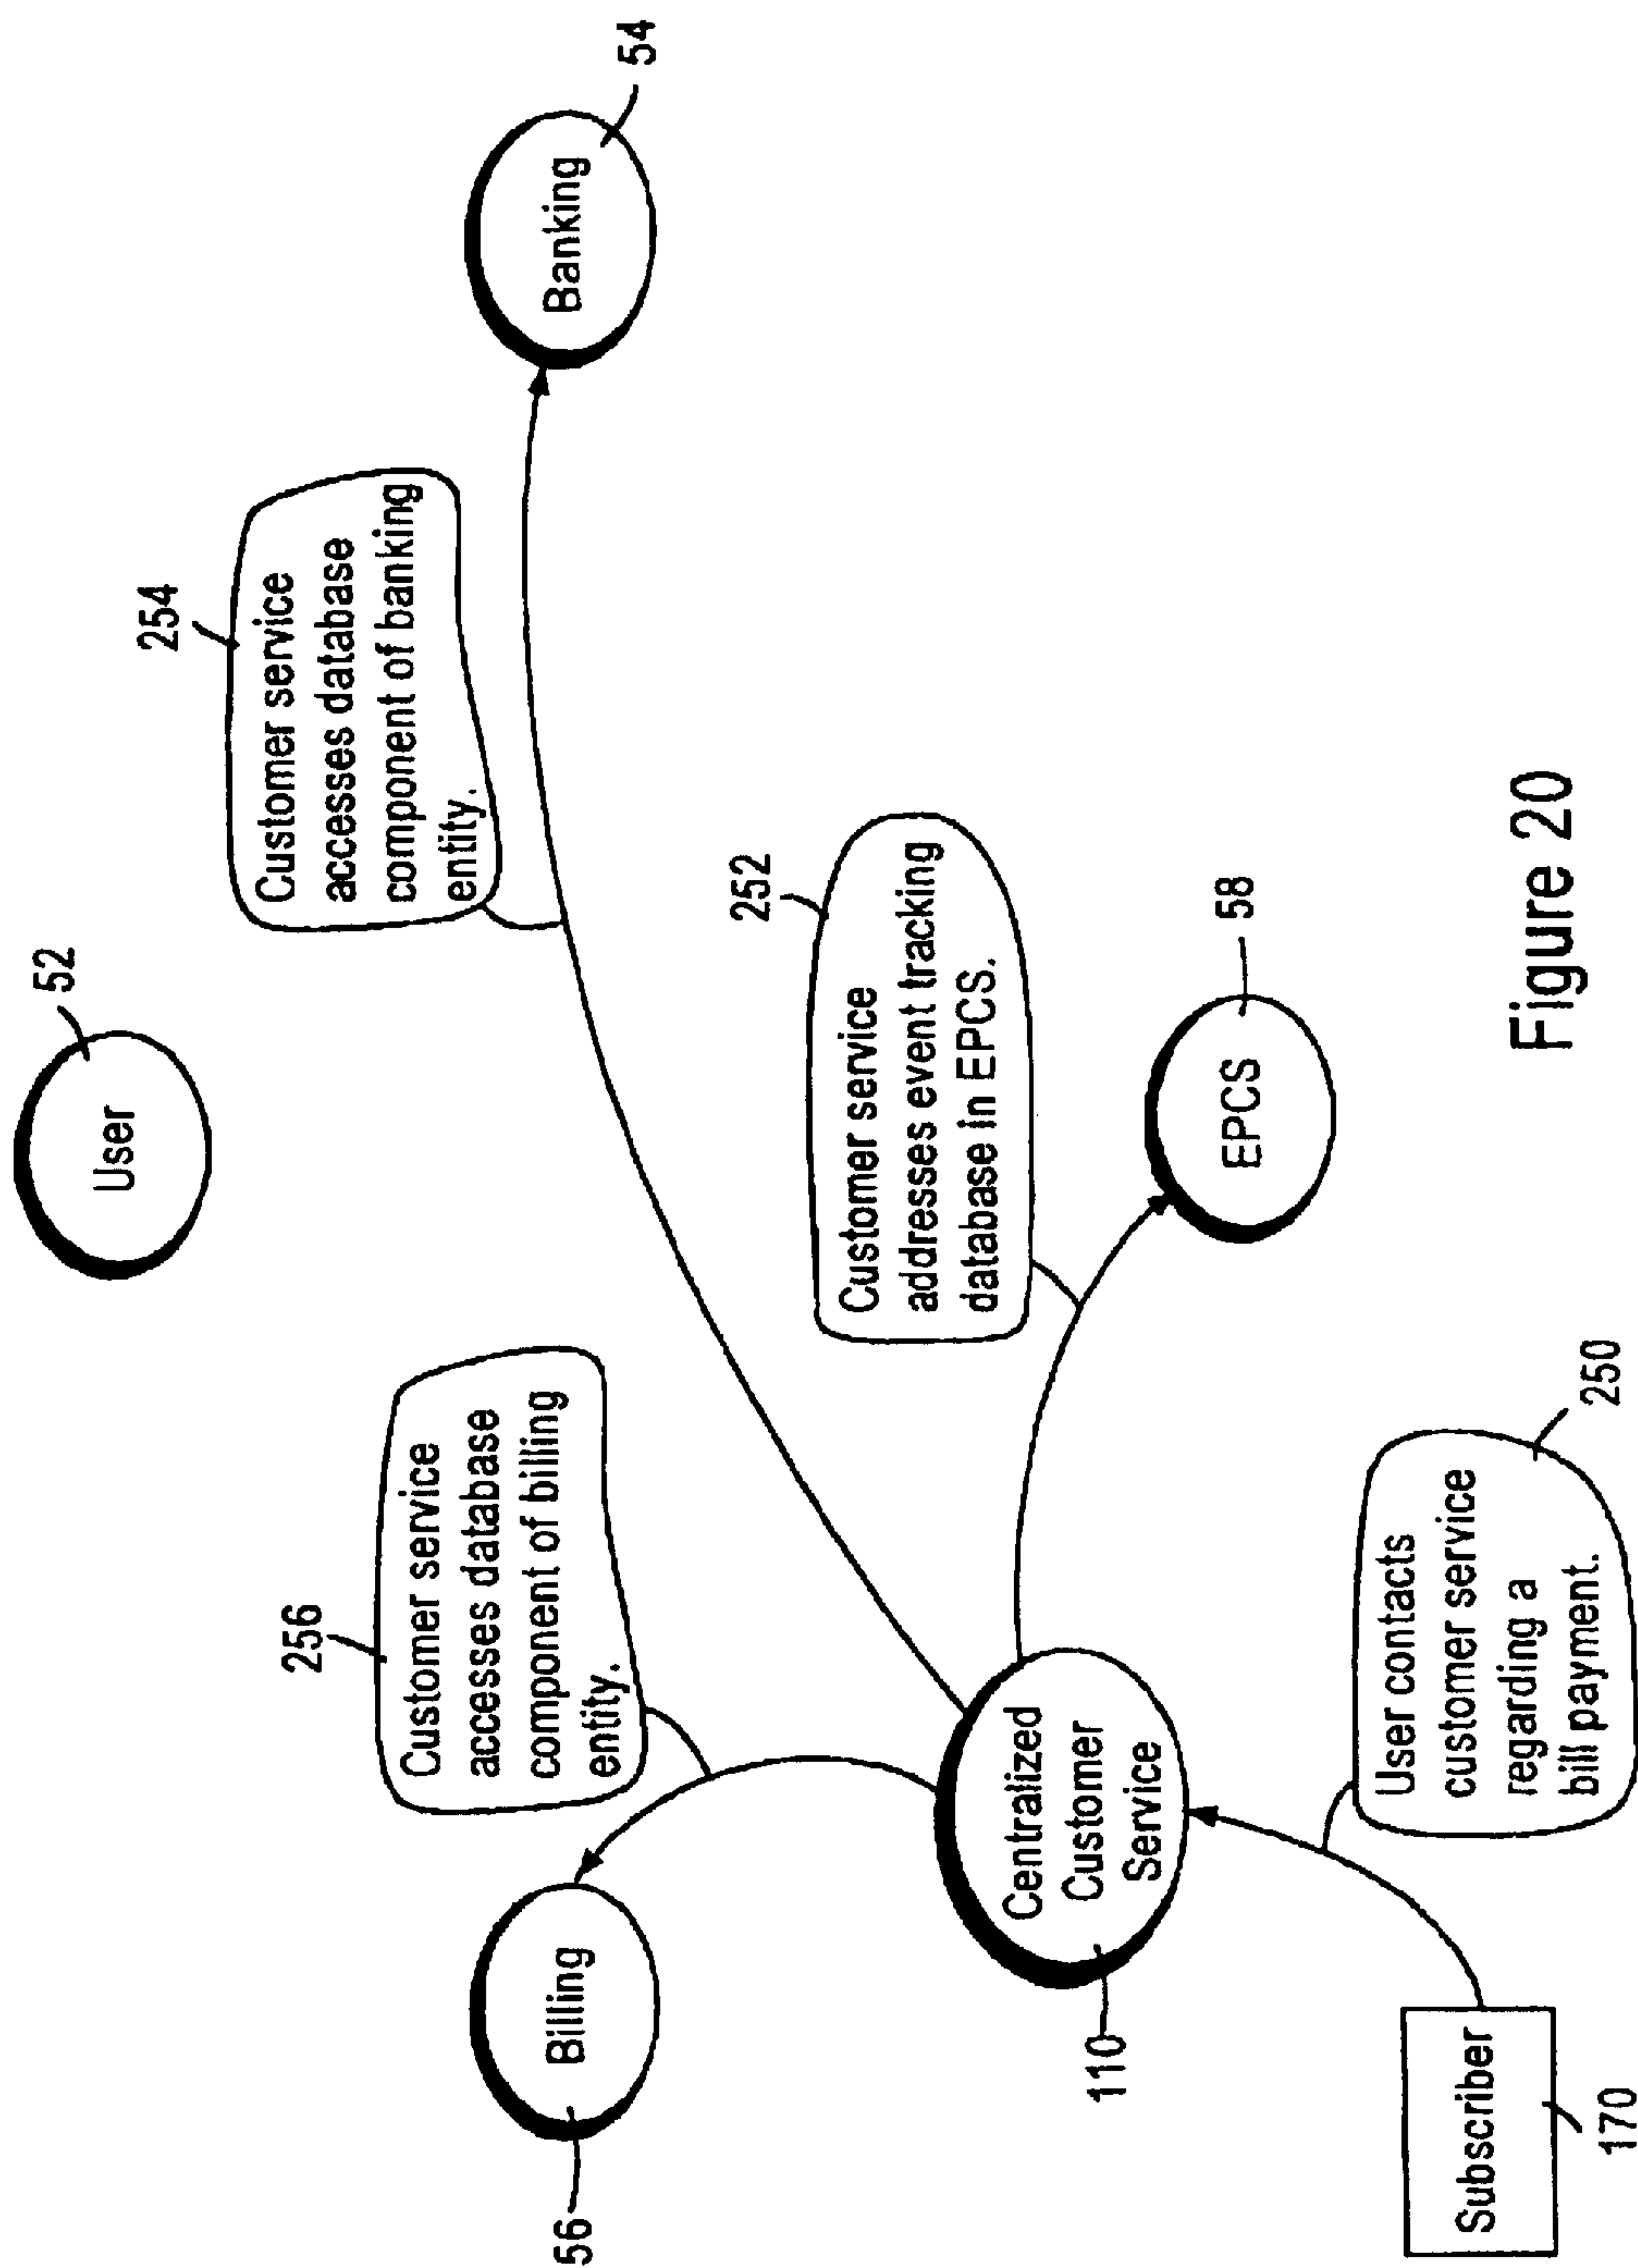 52
User
254
Customer service
accesses database
component of banking
entity.
54
Banking
256
Customer service
accesses database
component of billing
entity.
Billing
56
252
Customer service
addresses event tracking
database in EPCS.
58
EPCS
Centralized
Customer
Service
110
User contacts
customer service
regarding a
bill payment.
250
Subscriber
170
Figure 20